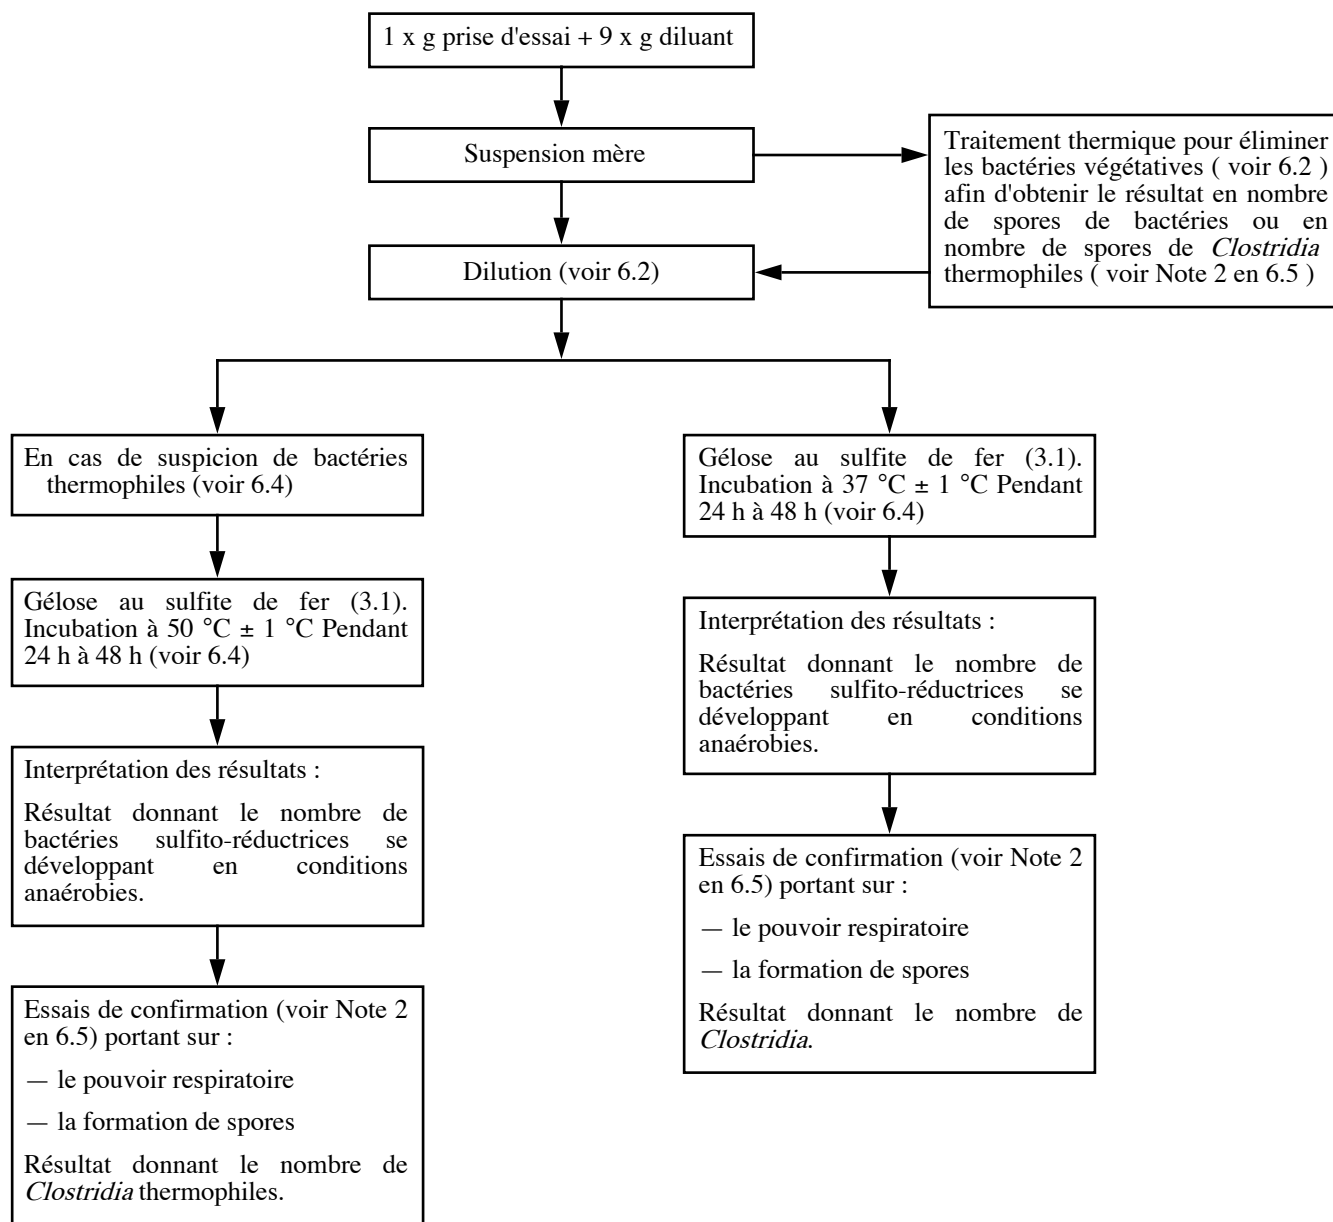 1 x g prise d'essai + 9 x g diluant
Suspension mère
Traitement thermique pour éliminer
les bactéries végétatives ( voir 6.2 )
afin d'obtenir le résultat en nombre
de spores de bactéries ou en
nombre de spores de Clostridia
thermophiles ( voir Note 2 en 6.5 )
Dilution (voir 6.2)
En cas de suspicion de bactéries
thermophiles (voir 6.4)
Gélose au sulfite de fer (3.1).
Incubation à 50 °C ± 1 °C Pendant
24 h à 48 h (voir 6.4)
Interprétation des résultats :
Résultat donnant le nombre de
bactéries sulfito-réductrices se
développant en conditions
anaérobies.
Essais de confirmation (voir Note 2
en 6.5) portant sur :
— le pouvoir respiratoire
— la formation de spores
Résultat donnant le nombre de
Clostridia thermophiles.
Gélose au sulfite de fer (3.1).
Incubation à 37 °C ± 1 °C Pendant
24 h à 48 h (voir 6.4)
Interprétation des résultats :
Résultat donnant le nombre de
bactéries sulfito-réductrices se
développant en conditions
anaérobies.
Essais de confirmation (voir Note 2
en 6.5) portant sur :
— le pouvoir respiratoire
— la formation de spores
Résultat donnant le nombre de
Clostridia.